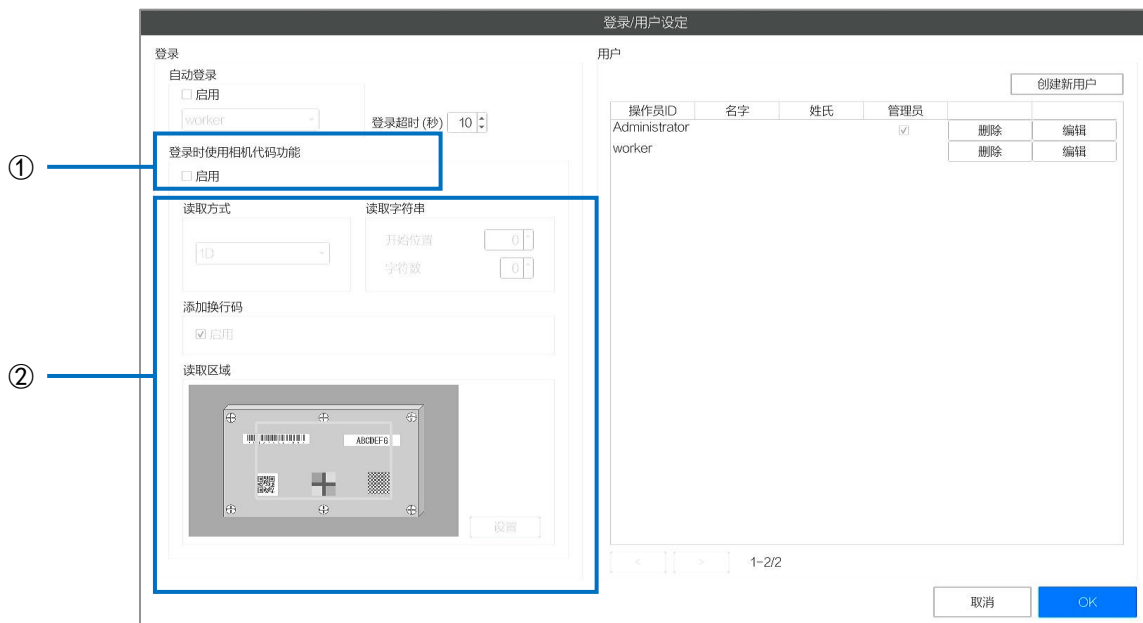 登录/用户设定
登录
自动登录
启用
worker
登录超时(秒) 10
①
登录时使用相机代码功能
启用
②
读取方式
1D
读取字符串
开始位置 0
字符数 0
添加换行码
启用
读取区域
ABCDEFG
设置
用户
创建新用户
操作员ID 名字 姓氏 管理员
Administrator 删除 编辑
worker 删除 编辑
< > 1-2/2
取消 OK